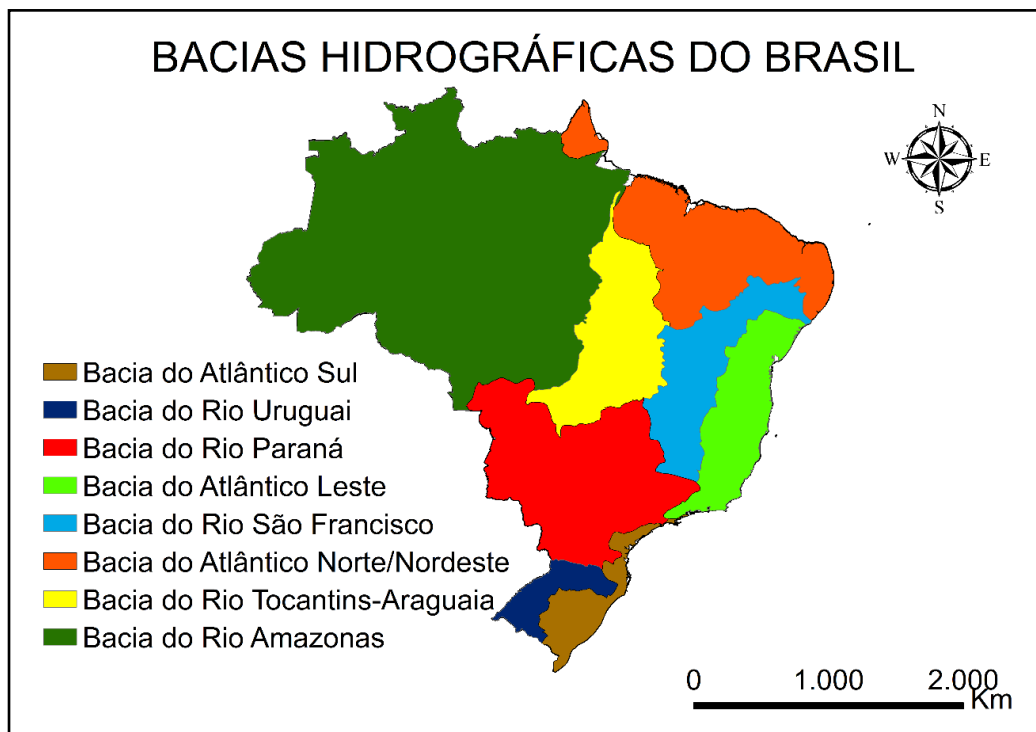 BACIAS HIDROGRÁFICAS DO BRASIL
N
W E
S
Bacia do Atlântico Sul
Bacia do Rio Uruguai
Bacia do Rio Paraná
Bacia do Atlântico Leste
Bacia do Rio São Francisco
Bacia do Atlântico Norte/Nordeste
Bacia do Rio Tocantins-Araguaia
Bacia do Rio Amazonas
0 1.000 2.000
Km